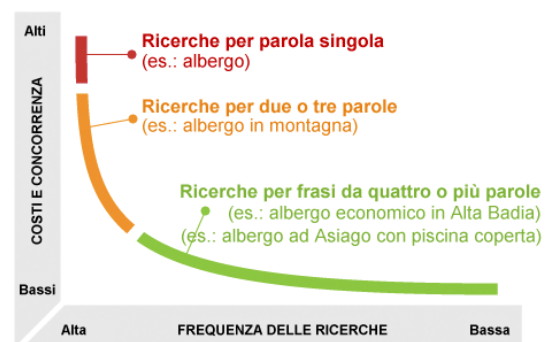 Alti
Ricerche per parola singola
(es.: albergo)
Ricerche per due o tre parole
(es.: albergo in montagna)
COSTI E CONCORRENZA
Ricerche per frasi da quattro o più parole
(es.: albergo economico in Alta Badia)
(es.: albergo ad Asiago con piscina coperta)
Bassi
Alta
FREQUENZA DELLE RICERCHE
Bassa